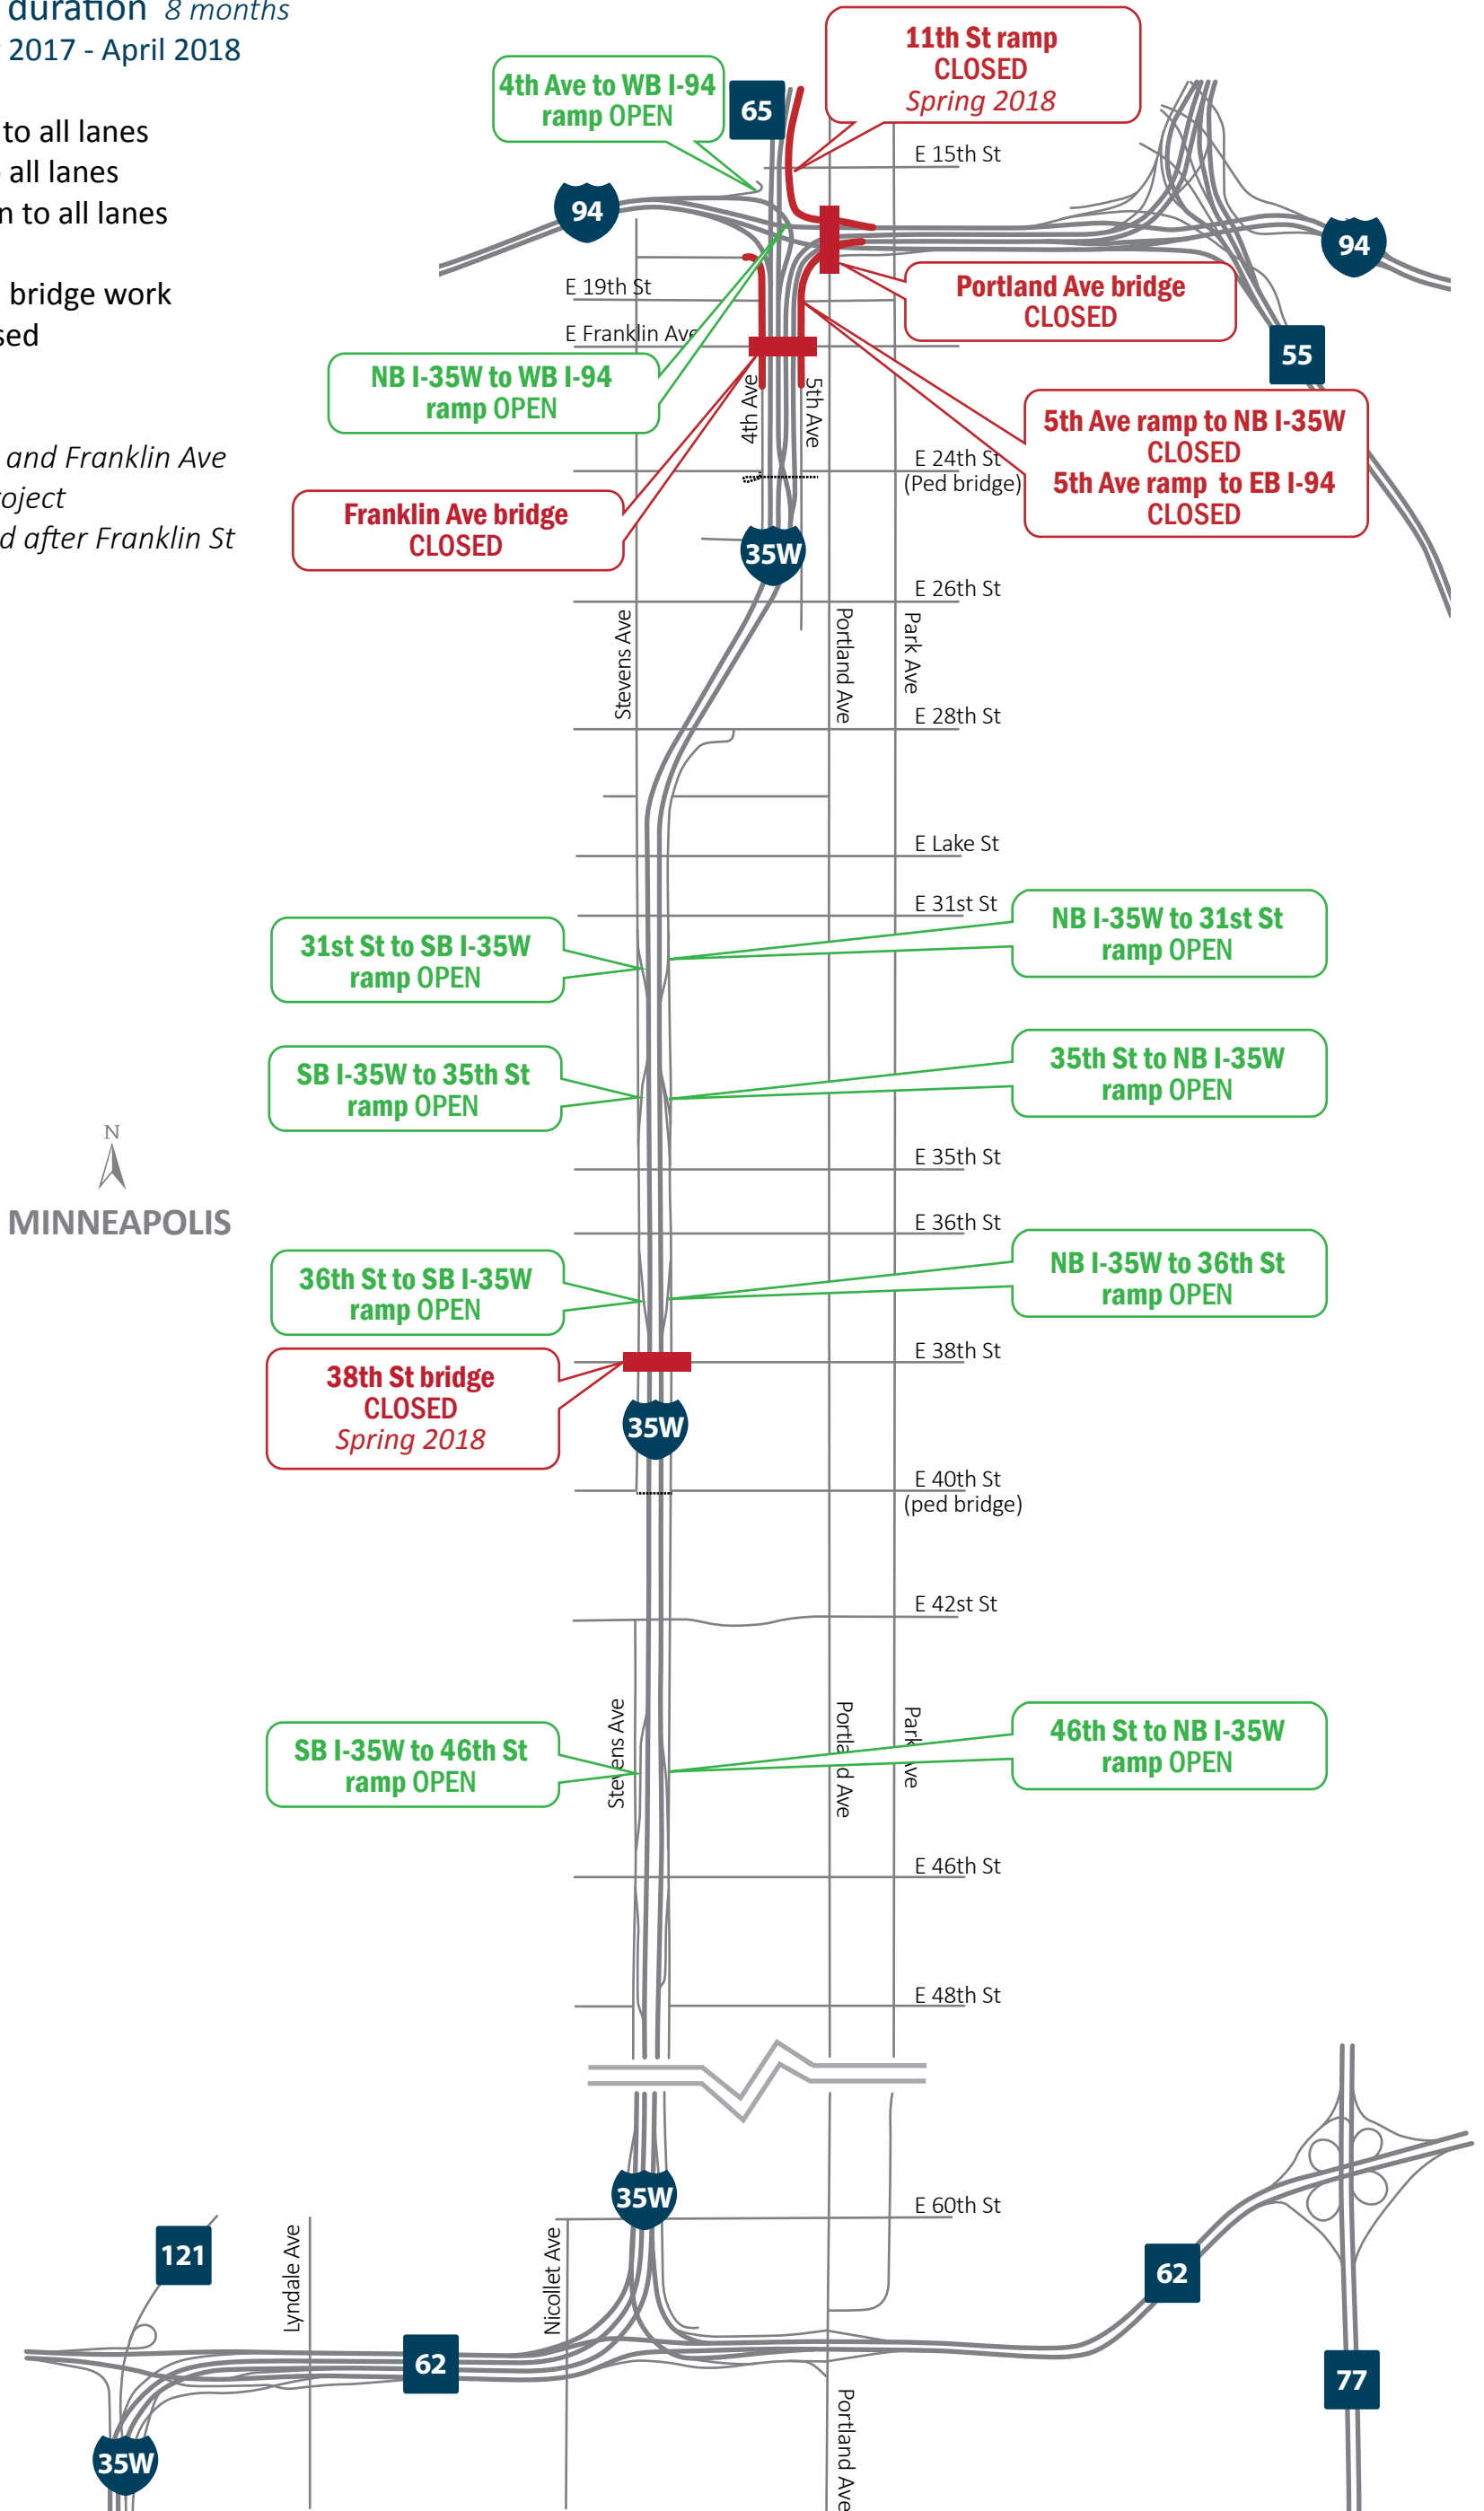 duration 8 months
2017 - April 2018
to all lanes
all lanes
to all lanes
bridge work
and Franklin Ave
after Franklin St
11th St ramp
CLOSED
Spring 2018
4th Ave to WB I-94
ramp OPEN
65
E 15th St
94
94
E 19th St
Portland Ave bridge
CLOSED
E Franklin Ave
55
NB I-35W to WB I-94
ramp OPEN
4th Ave
5th Ave
5th Ave ramp to NB I-35W
CLOSED
5th Ave ramp to EB I-94
CLOSED
E 24th St
(Ped bridge)
Franklin Ave bridge
CLOSED
35W
E 26th St
Stevens Ave
Portland Ave
Park Ave
E 28th St
E Lake St
E 31st St
NB I-35W to 31st St
ramp OPEN
31st St to SB I-35W
ramp OPEN
35th St to NB I-35W
ramp OPEN
SB I-35W to 35th St
ramp OPEN
N
MINNEAPOLIS
E 35th St
E 36th St
NB I-35W to 36th St
ramp OPEN
36th St to SB I-35W
ramp OPEN
E 38th St
38th St bridge
CLOSED
Spring 2018
35W
E 40th St
(ped bridge)
E 42st St
Stevens Ave
Portland Ave
Park Ave
46th St to NB I-35W
ramp OPEN
SB I-35W to 46th St
ramp OPEN
E 46th St
E 48th St
35W
E 60th St
121
Lyndale Ave
Nicollet Ave
62
62
77
Portland Ave
35W